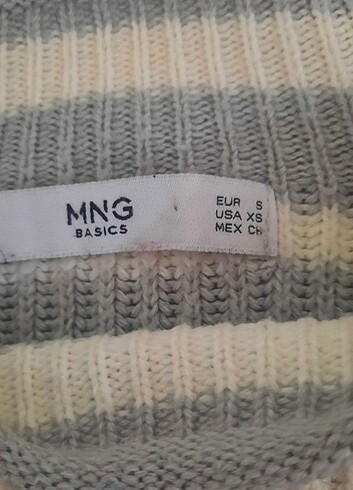 MNG
BASICS
EUR S
USA XS
MEX CH